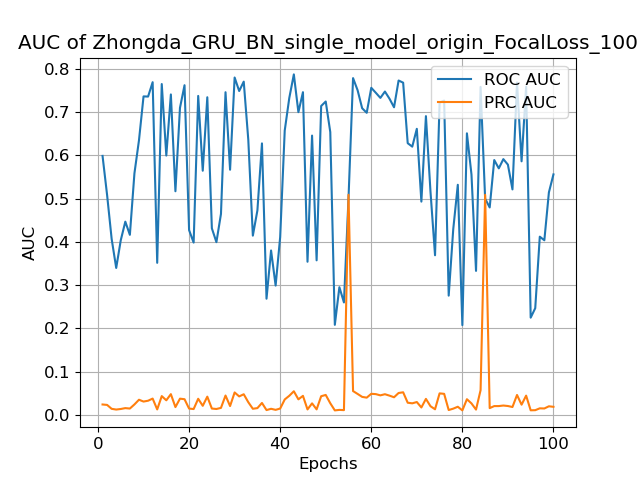 AUC of Zhongda_GRU_BN_single_model_origin_FocalLoss_100
ROC AUC
PRC AUC
AUC
0.8
0.7
0.6
0.5
0.4
0.3
0.2
0.1
0.0
0 20 40 60 80 100
Epochs